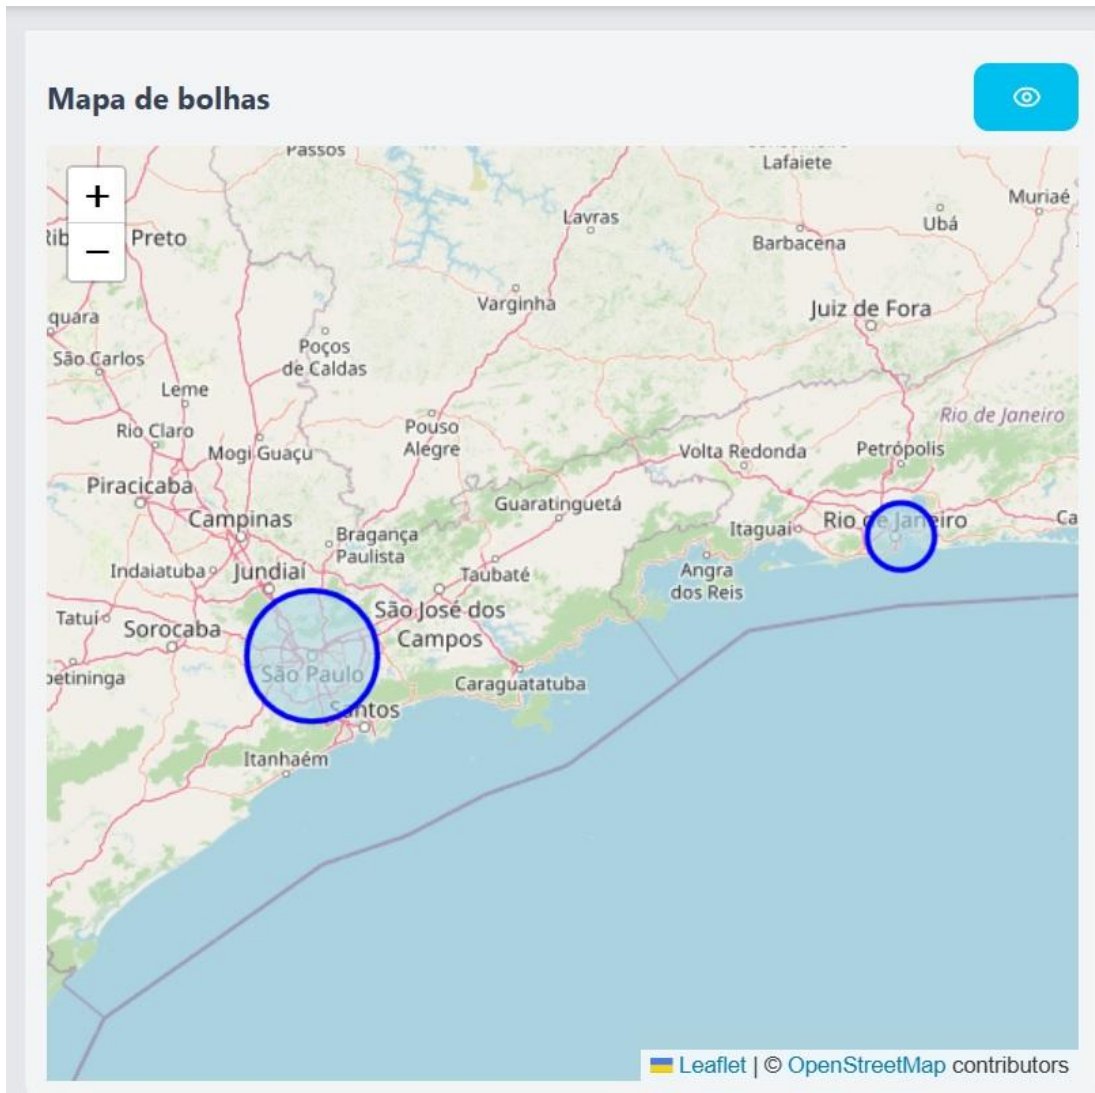 Mapa de bolhas
+
−
Passos
Lafaiete
Muriaé
Lavras
Ubá
Preto
Barbacena
Varginha
Juiz de Fora
quara
São Carlos
Poços
de Caldas
Leme
Rio Claro
Pouso
Alegre
Rio de Janeiro
Mogi Guaçu
Volta Redonda
Petrópolis
Piracicaba
Guaratinguetá
Campinas
Itaguaí
Rio de Janeiro
Ca
Bragança
Paulista
Indaiatuba
Jundiaí
Taubaté
Angra
dos Reis
São José dos
Campos
Tatuí
Sorocaba
São Paulo
petininga
Caraguatatuba
Santos
Itanhaém
Leaflet | © OpenStreetMap contributors